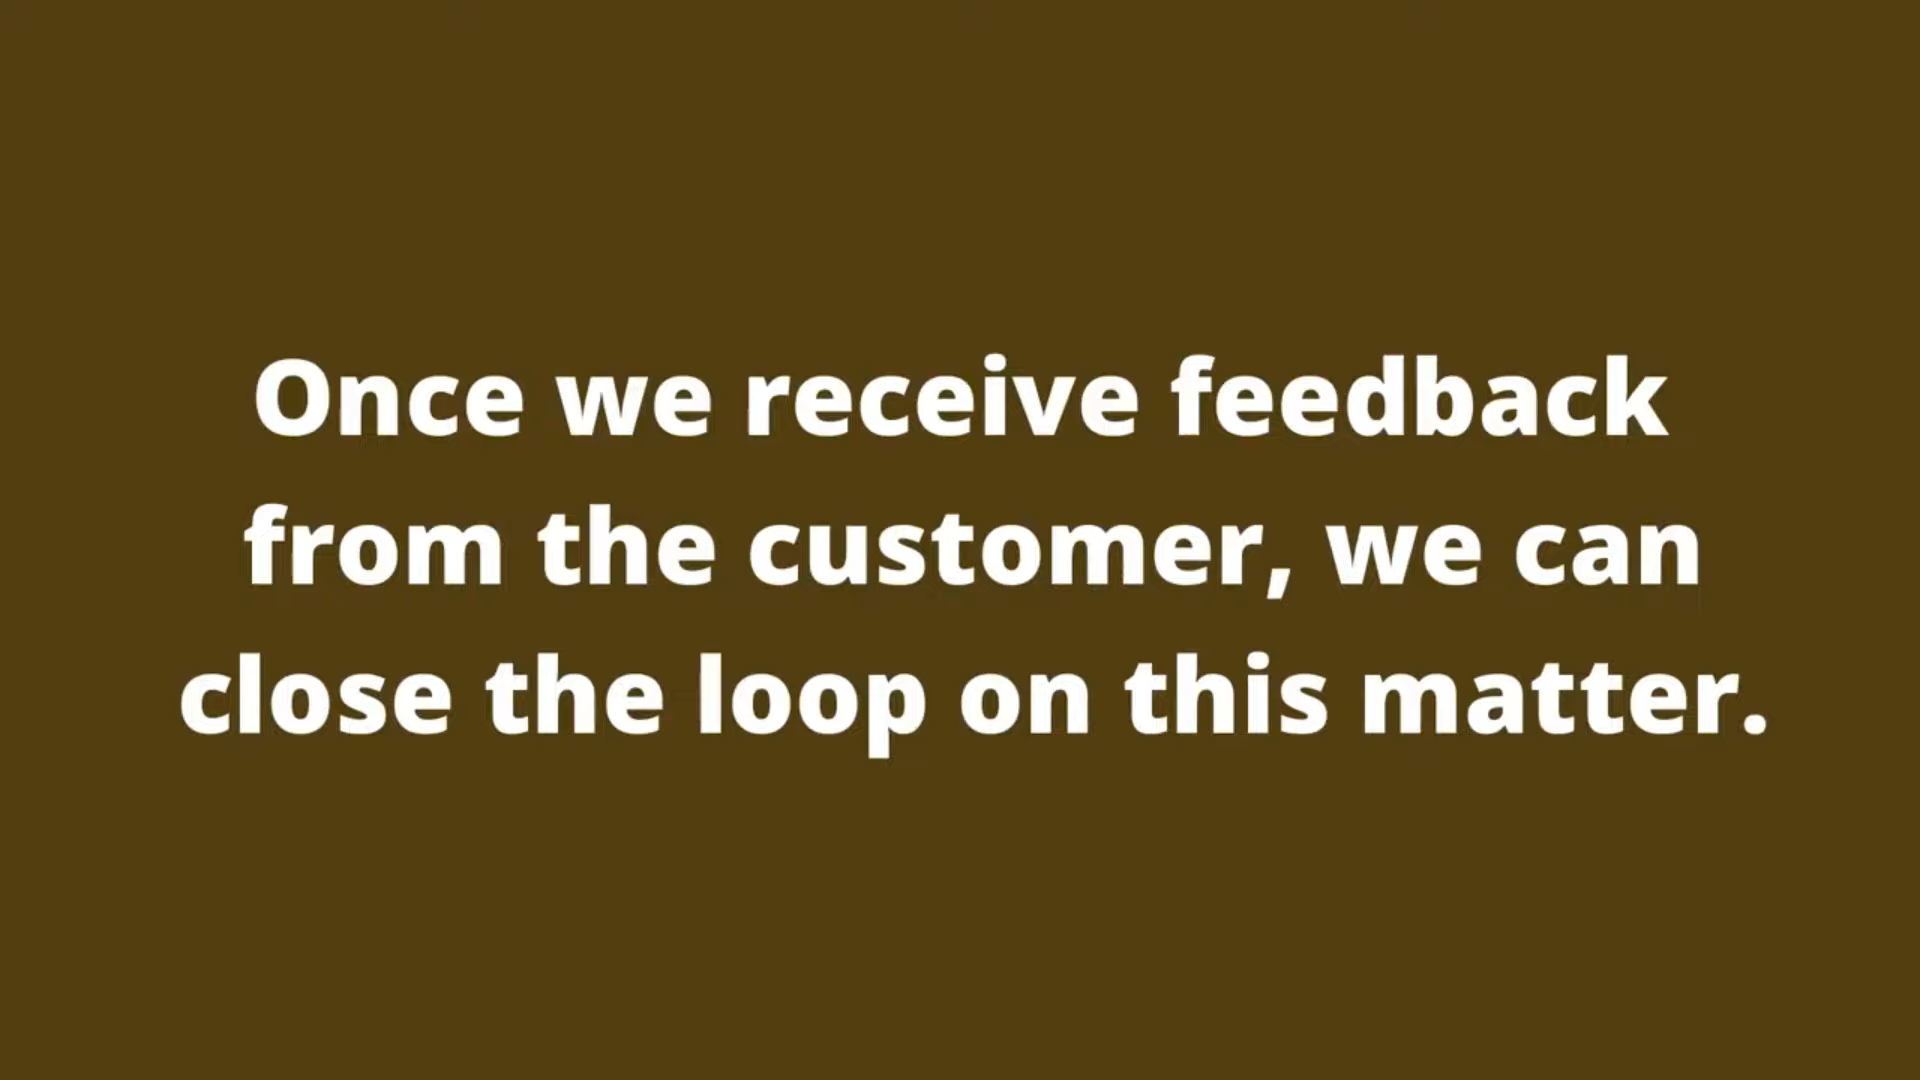 Once we receive feedback
from the customer, we can
close the loop on this matter.